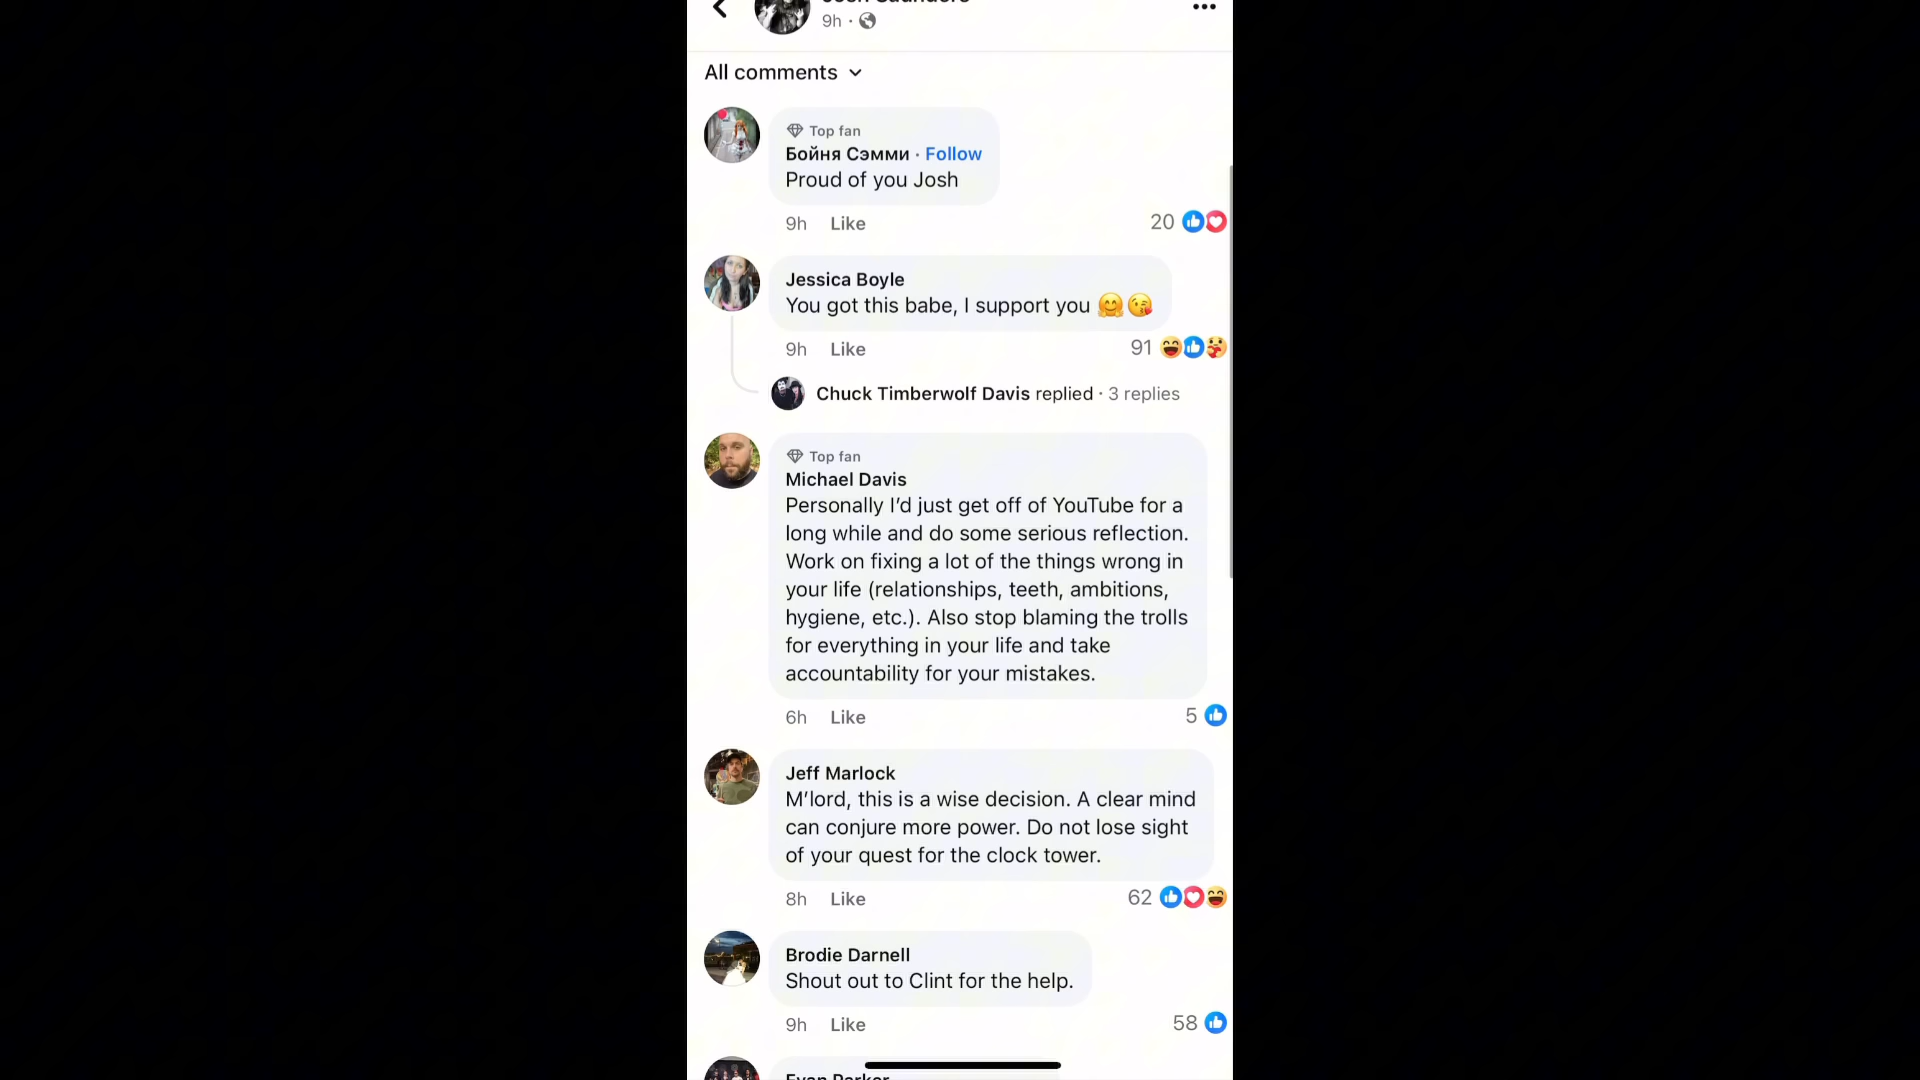 Josh Saunders
9h ·
All comments
Top fan
Бойня Сэмми · Follow
Proud of you Josh
9h Like 20
Jessica Boyle
You got this babe, I support you 🤗😘
9h Like 91
Chuck Timberwolf Davis replied · 3 replies
Top fan
Michael Davis
Personally I’d just get off of YouTube for a
long while and do some serious reflection.
Work on fixing a lot of the things wrong in
your life (relationships, teeth, ambitions,
hygiene, etc.). Also stop blaming the trolls
for everything in your life and take
accountability for your mistakes.
6h Like 5
Jeff Marlock
M’lord, this is a wise decision. A clear mind
can conjure more power. Do not lose sight
of your quest for the clock tower.
8h Like 62
Brodie Darnell
Shout out to Clint for the help.
9h Like 58
Evan Parker